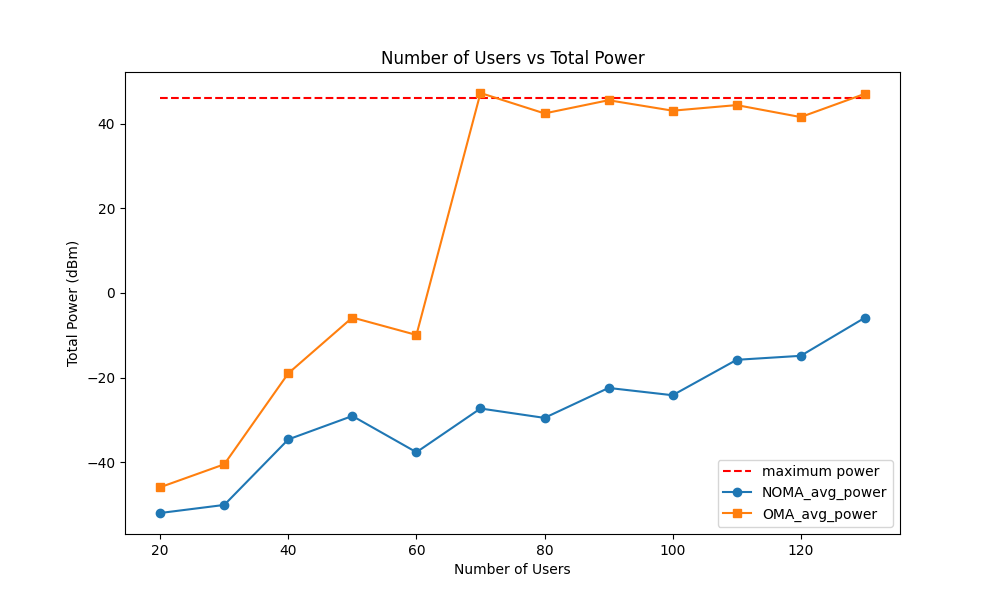 Number of Users vs Total Power
Total Power (dBm)
40
20
0
−20
−40
20 40 60 80 100 120
Number of Users
maximum power
NOMA_avg_power
OMA_avg_power